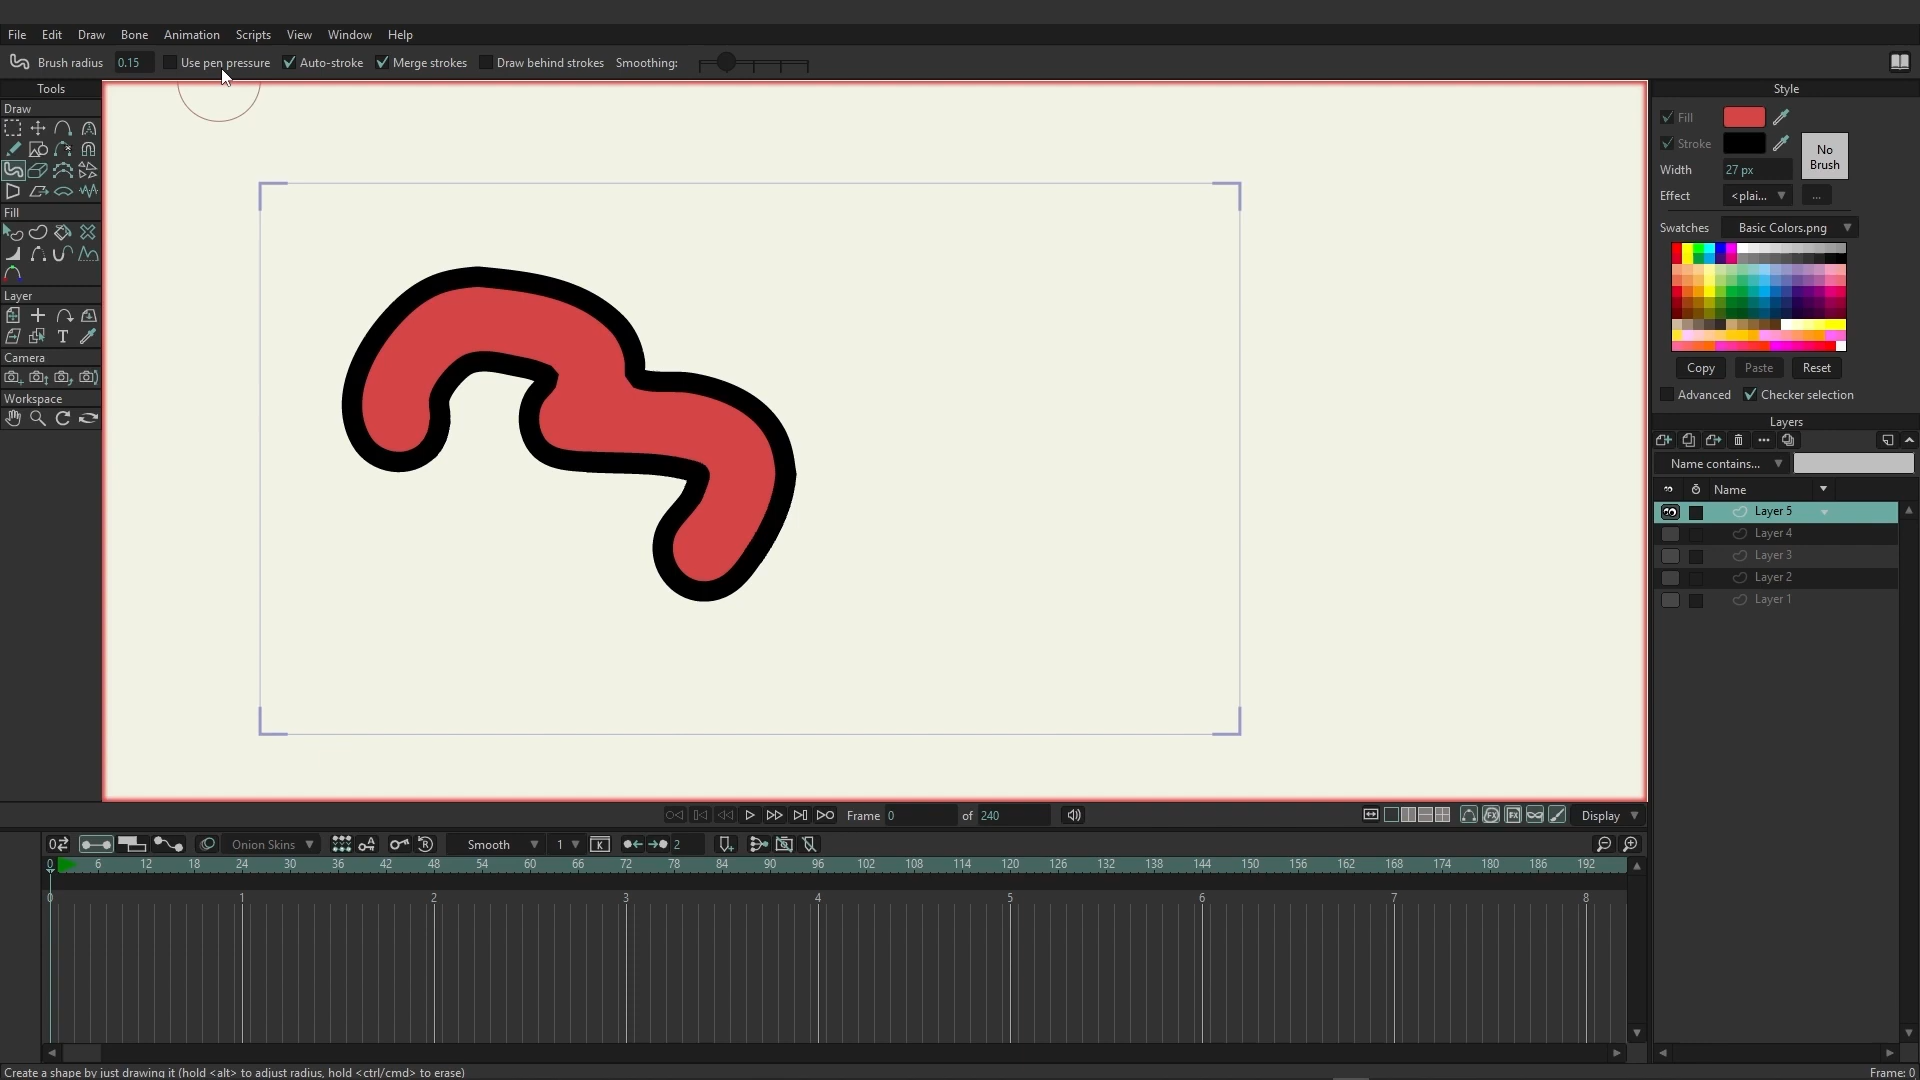 File Edit Draw Bone Animation Scripts View Window Help
Brush radius 0.15 Use pen pressure Auto-stroke Merge strokes Draw behind strokes Smoothing:
Tools
Draw
Fill
Layer
T
Camera
Workspace
Style
Fill
Stroke
No
Brush
Width 27 px
Effect <plai... ...
Swatches Basic Colors.png
Copy Paste Reset
Advanced Checker selection
Layers
Name contains...
Name
Layer 5
Layer 4
Layer 3
Layer 2
Layer 1
Frame 0 of 240 Display
Onion Skins Smooth 1 K 2
0 6 12 18 24 30 36 42 48 54 60 66 72 78 84 90 96 102 108 114 120 126 132 138 144 150 156 162 168 174 180 186 192
0 1 2 3 4 5 6 7 8
Create a shape by just drawing it (hold <alt> to adjust radius, hold <ctrl/cmd> to erase) Frame: 0